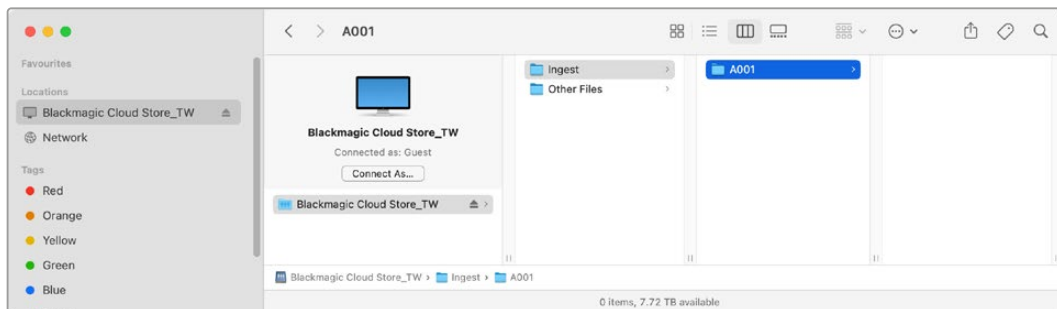 A001
Favourites
Locations
Blackmagic Cloud Store_TW
Network
Tags
Red
Orange
Yellow
Green
Blue
Blackmagic Cloud Store_TW
Connected as: Guest
Connect As...
Blackmagic Cloud Store_TW
Ingest
Other Files
A001
Blackmagic Cloud Store_TW › Ingest › A001
0 items, 7.72 TB available